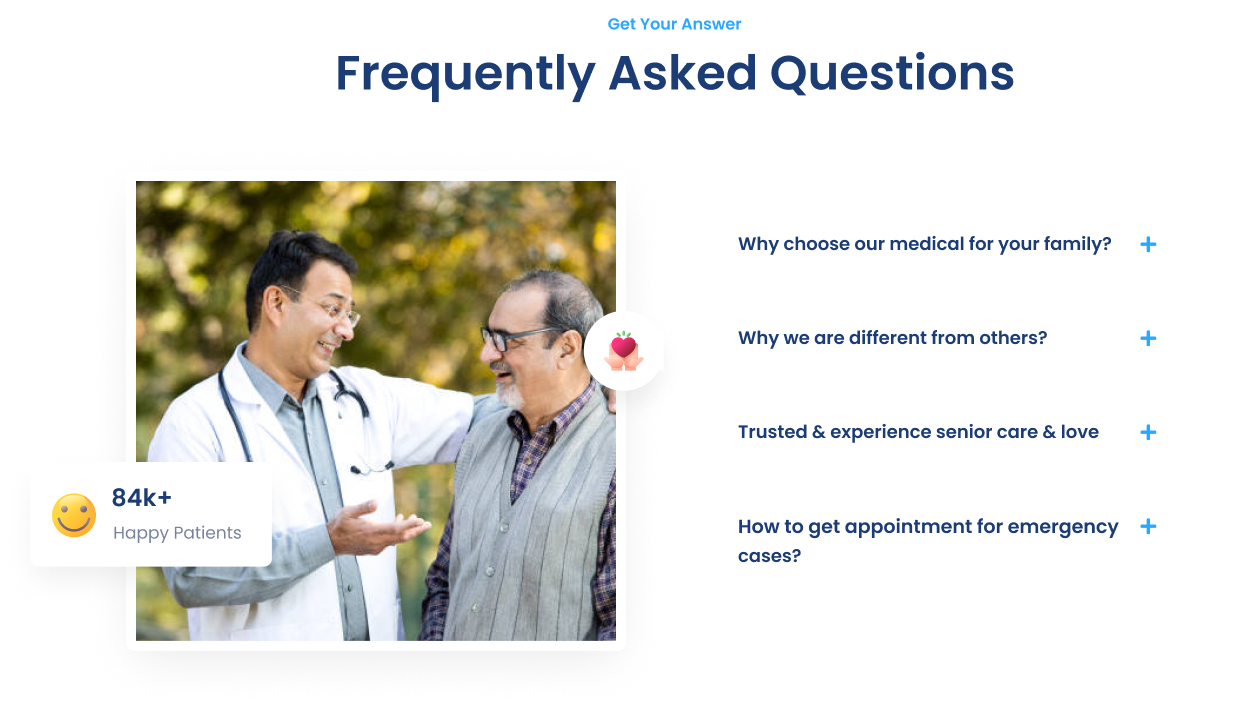 Get Your Answer
Frequently Asked Questions
Why choose our medical for your family?
Why we are different from others?
Trusted & experience senior care & love
How to get appointment for emergency
cases?
84k+
Happy Patients